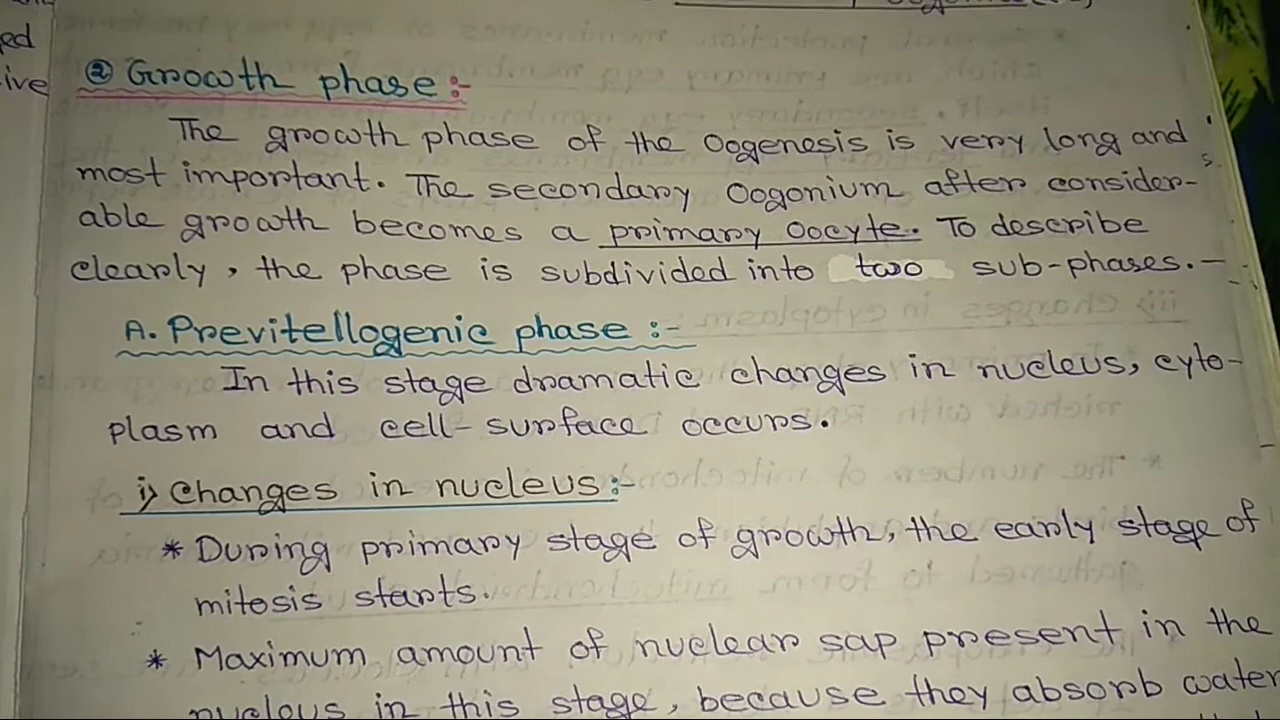 ed
ive
② Growth phase :-
The growth phase of the Oogenesis is very long and
most important. The secondary Oogonium after consider-
able growth becomes a primary Oocyte. To describe
clearly, the phase is subdivided into two sub-phases.-
A. Previtellogenic phase :-
In this stage dramatic changes in nucleus, cyto-
plasm and cell-surface occurs.
i) Changes in nucleus :-
* During primary stage of growth, the early stage of
mitosis starts.
* Maximum amount of nuclear sap present in the
nucleus in this stage, because they absorb water